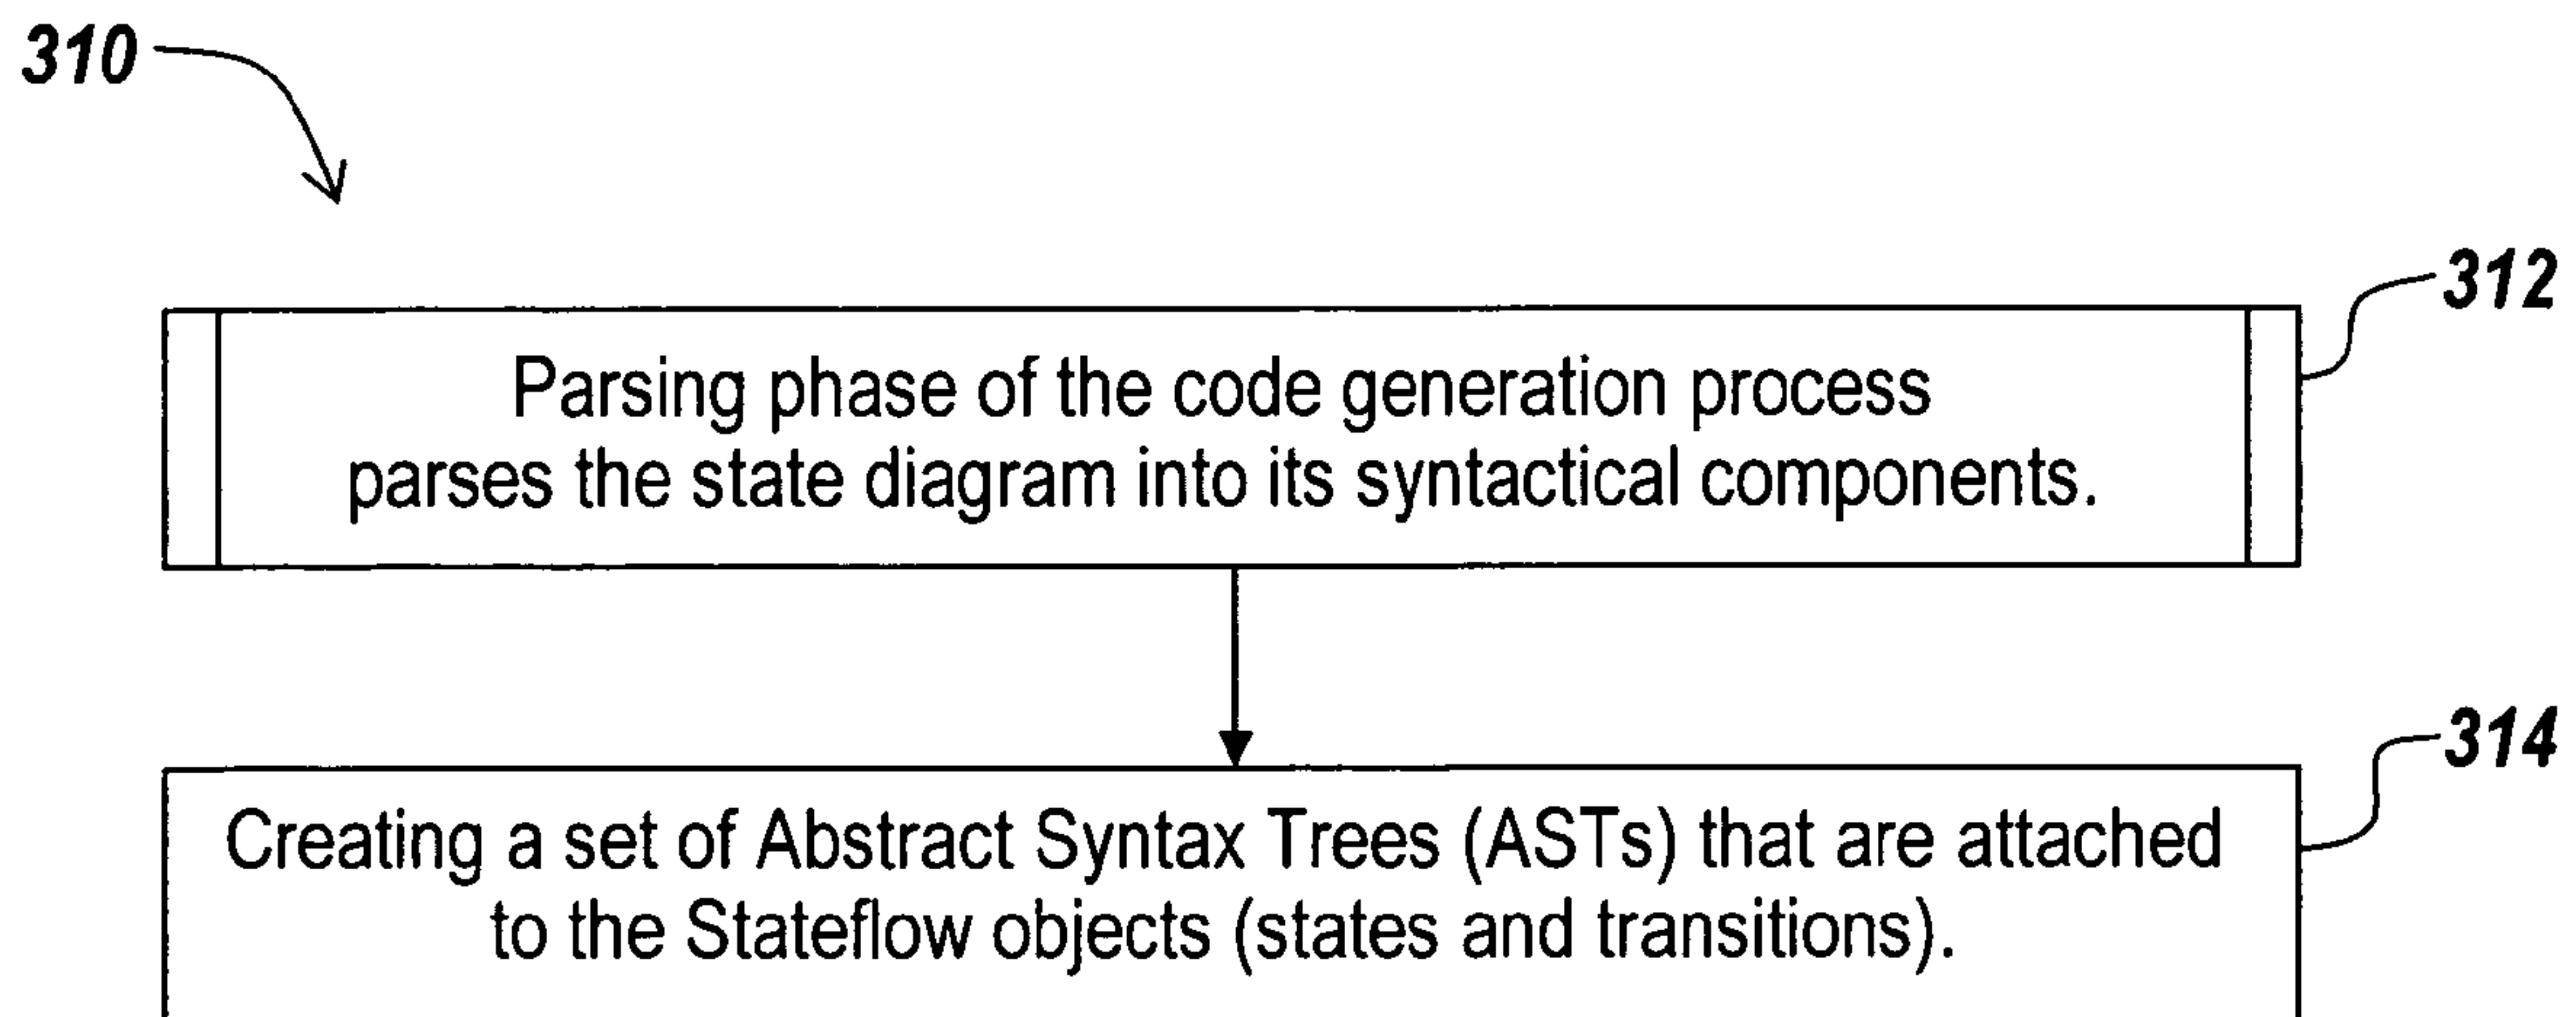 310
312
Parsing phase of the code generation process
parses the state diagram into its syntactical components.
314
Creating a set of Abstract Syntax Trees (ASTs) that are attached
to the Stateflow objects (states and transitions).